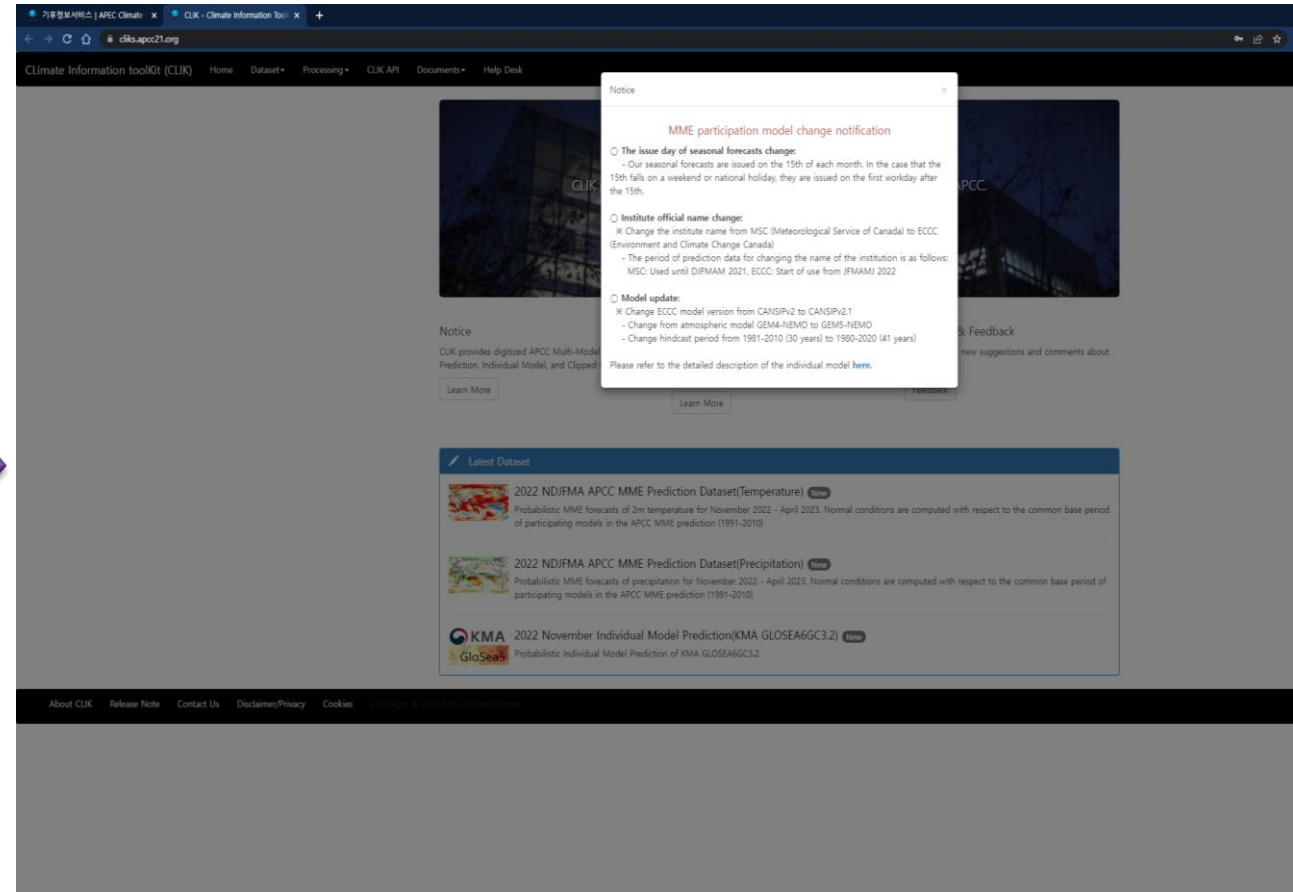 기후정보서비스 | APEC Climate
CLIK - Climate Information Tool
cliks.apcc21.org
CLimate Information toolKit (CLIK) Home Dataset Processing CLIK API Documents Help Desk
Notice
MME participation model change notification
○ The issue day of seasonal forecasts change:
- Our seasonal forecasts are issued on the 15th of each month. In the case that the
15th falls on a weekend or national holiday, they are issued on the first workday after
the 15th.
○ Institute official name change:
※ Change the institute name from MSC (Meteorological Service of Canada) to ECCC
(Environment and Climate Change Canada)
- The period of prediction data for changing the name of the institution is as follows:
MSC: Used until DJFMAM 2021, ECCC: Start of use from JFMAMJ 2022
○ Model update:
※ Change ECCC model version from CANSIPv2 to CANSIPv2.1
- Change from atmospheric model GEM4-NEMO to GEM5-NEMO
- Change hindcast period from 1981-2010 (30 years) to 1980-2020 (41 years)
Please refer to the detailed description of the individual model here.
CLIK
APCC.
Notice
CLIK provides digitized APCC Multi-Model
Prediction, Individual Model, and Clipped
Learn More
Learn More
& Feedback
new suggestions and comments about
Feedback
Latest Dataset
2022 NDJFMA APCC MME Prediction Dataset(Temperature) New
Probabilistic MME forecasts of 2m temperature for November 2022 - April 2023. Normal conditions are computed with respect to the common base period
of participating models in the APCC MME prediction (1991-2010)
2022 NDJFMA APCC MME Prediction Dataset(Precipitation) New
Probabilistic MME forecasts of precipitation for November 2022 - April 2023. Normal conditions are computed with respect to the common base period of
participating models in the APCC MME prediction (1991-2010)
KMA
GloSea5
2022 November Individual Model Prediction(KMA GLOSEA6GC3.2) New
Probabilistic Individual Model Prediction of KMA GLOSEA6GC3.2.
About CLIK Release Note Contact Us Disclaimer/Privacy Cookies